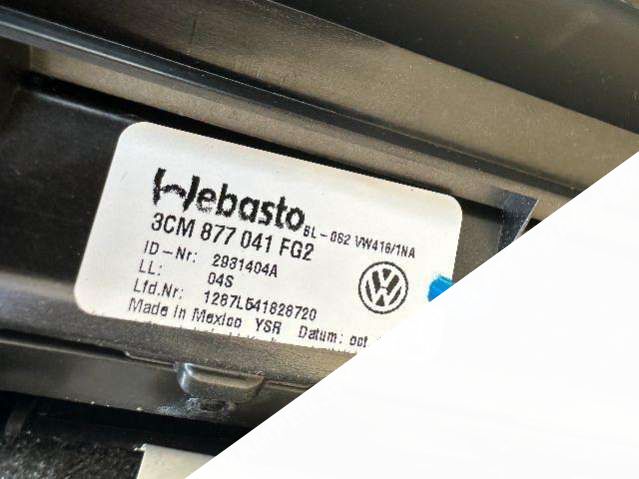 Webasto BL-062 VW416/1NA
3CM 877 041 FG2
ID-Nr: 2931404A
LL: 04S
Lfd.Nr: 1287L541828720
Made in Mexico YSR Datum: oct